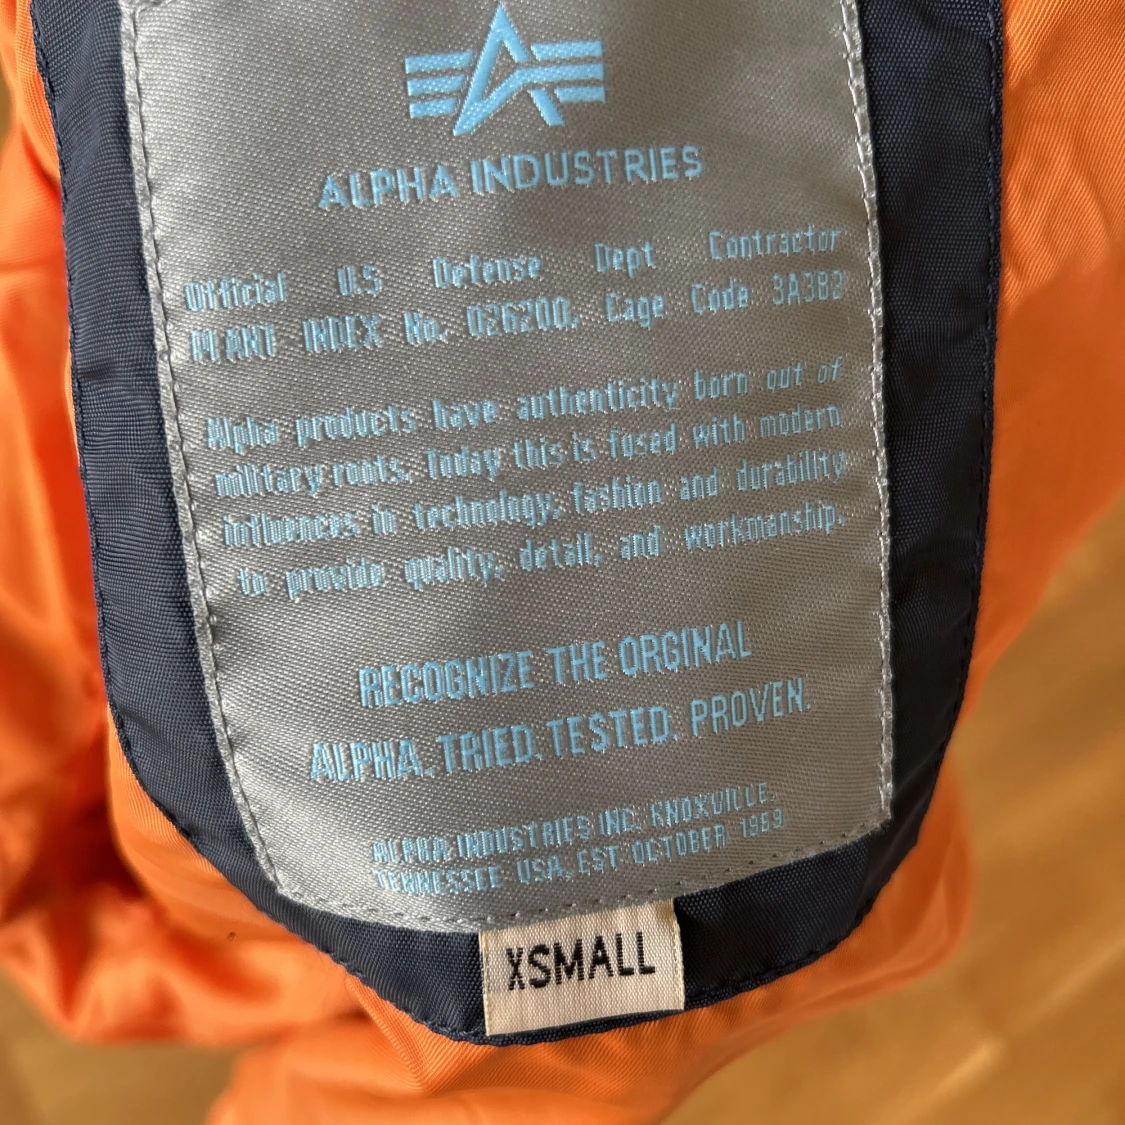 ALPHA INDUSTRIES
Official U.S Defense Dept Contractor
PLANT INDEX No. 026200, Cage Code 3A382
Alpha products have authenticity born out of
military roots. Today this is fused with modern
influences in technology, fashion and durability
to provide quality, detail, and workmanship.
RECOGNIZE THE ORGINAL
ALPHA. TRIED. TESTED. PROVEN.
ALPHA INDUSTRIES INC. KNOXVILLE.
TENNESSEE USA, EST OCTOBER 1959
XSMALL